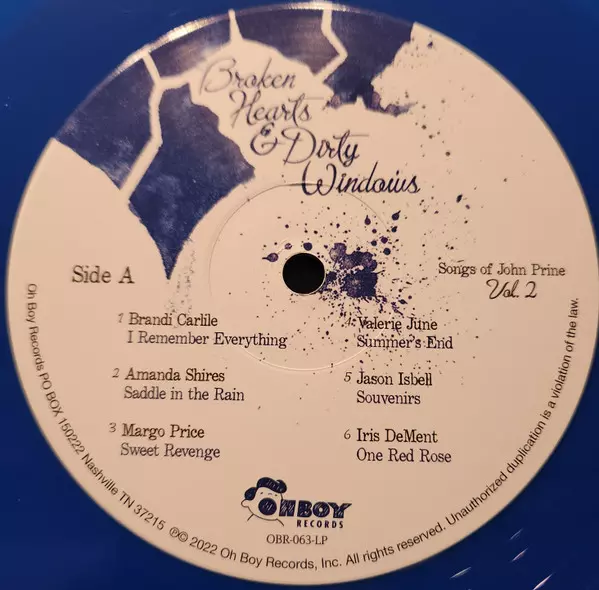 Broken
Hearts
& Dirty
Windows
Side A
Songs of John Prine
Vol. 2
1 Brandi Carlile
I Remember Everything
2 Amanda Shires
Saddle in the Rain
3 Margo Price
Sweet Revenge
4 Valerie June
Summer's End
5 Jason Isbell
Souvenirs
6 Iris DeMent
One Red Rose
OH BOY
RECORDS
OBR-063-LP
Oh Boy Records PO BOX 150222 Nashville TN 37215 ℗© 2022 Oh Boy Records, Inc. All rights reserved. Unauthorized duplication is a violation of the law.